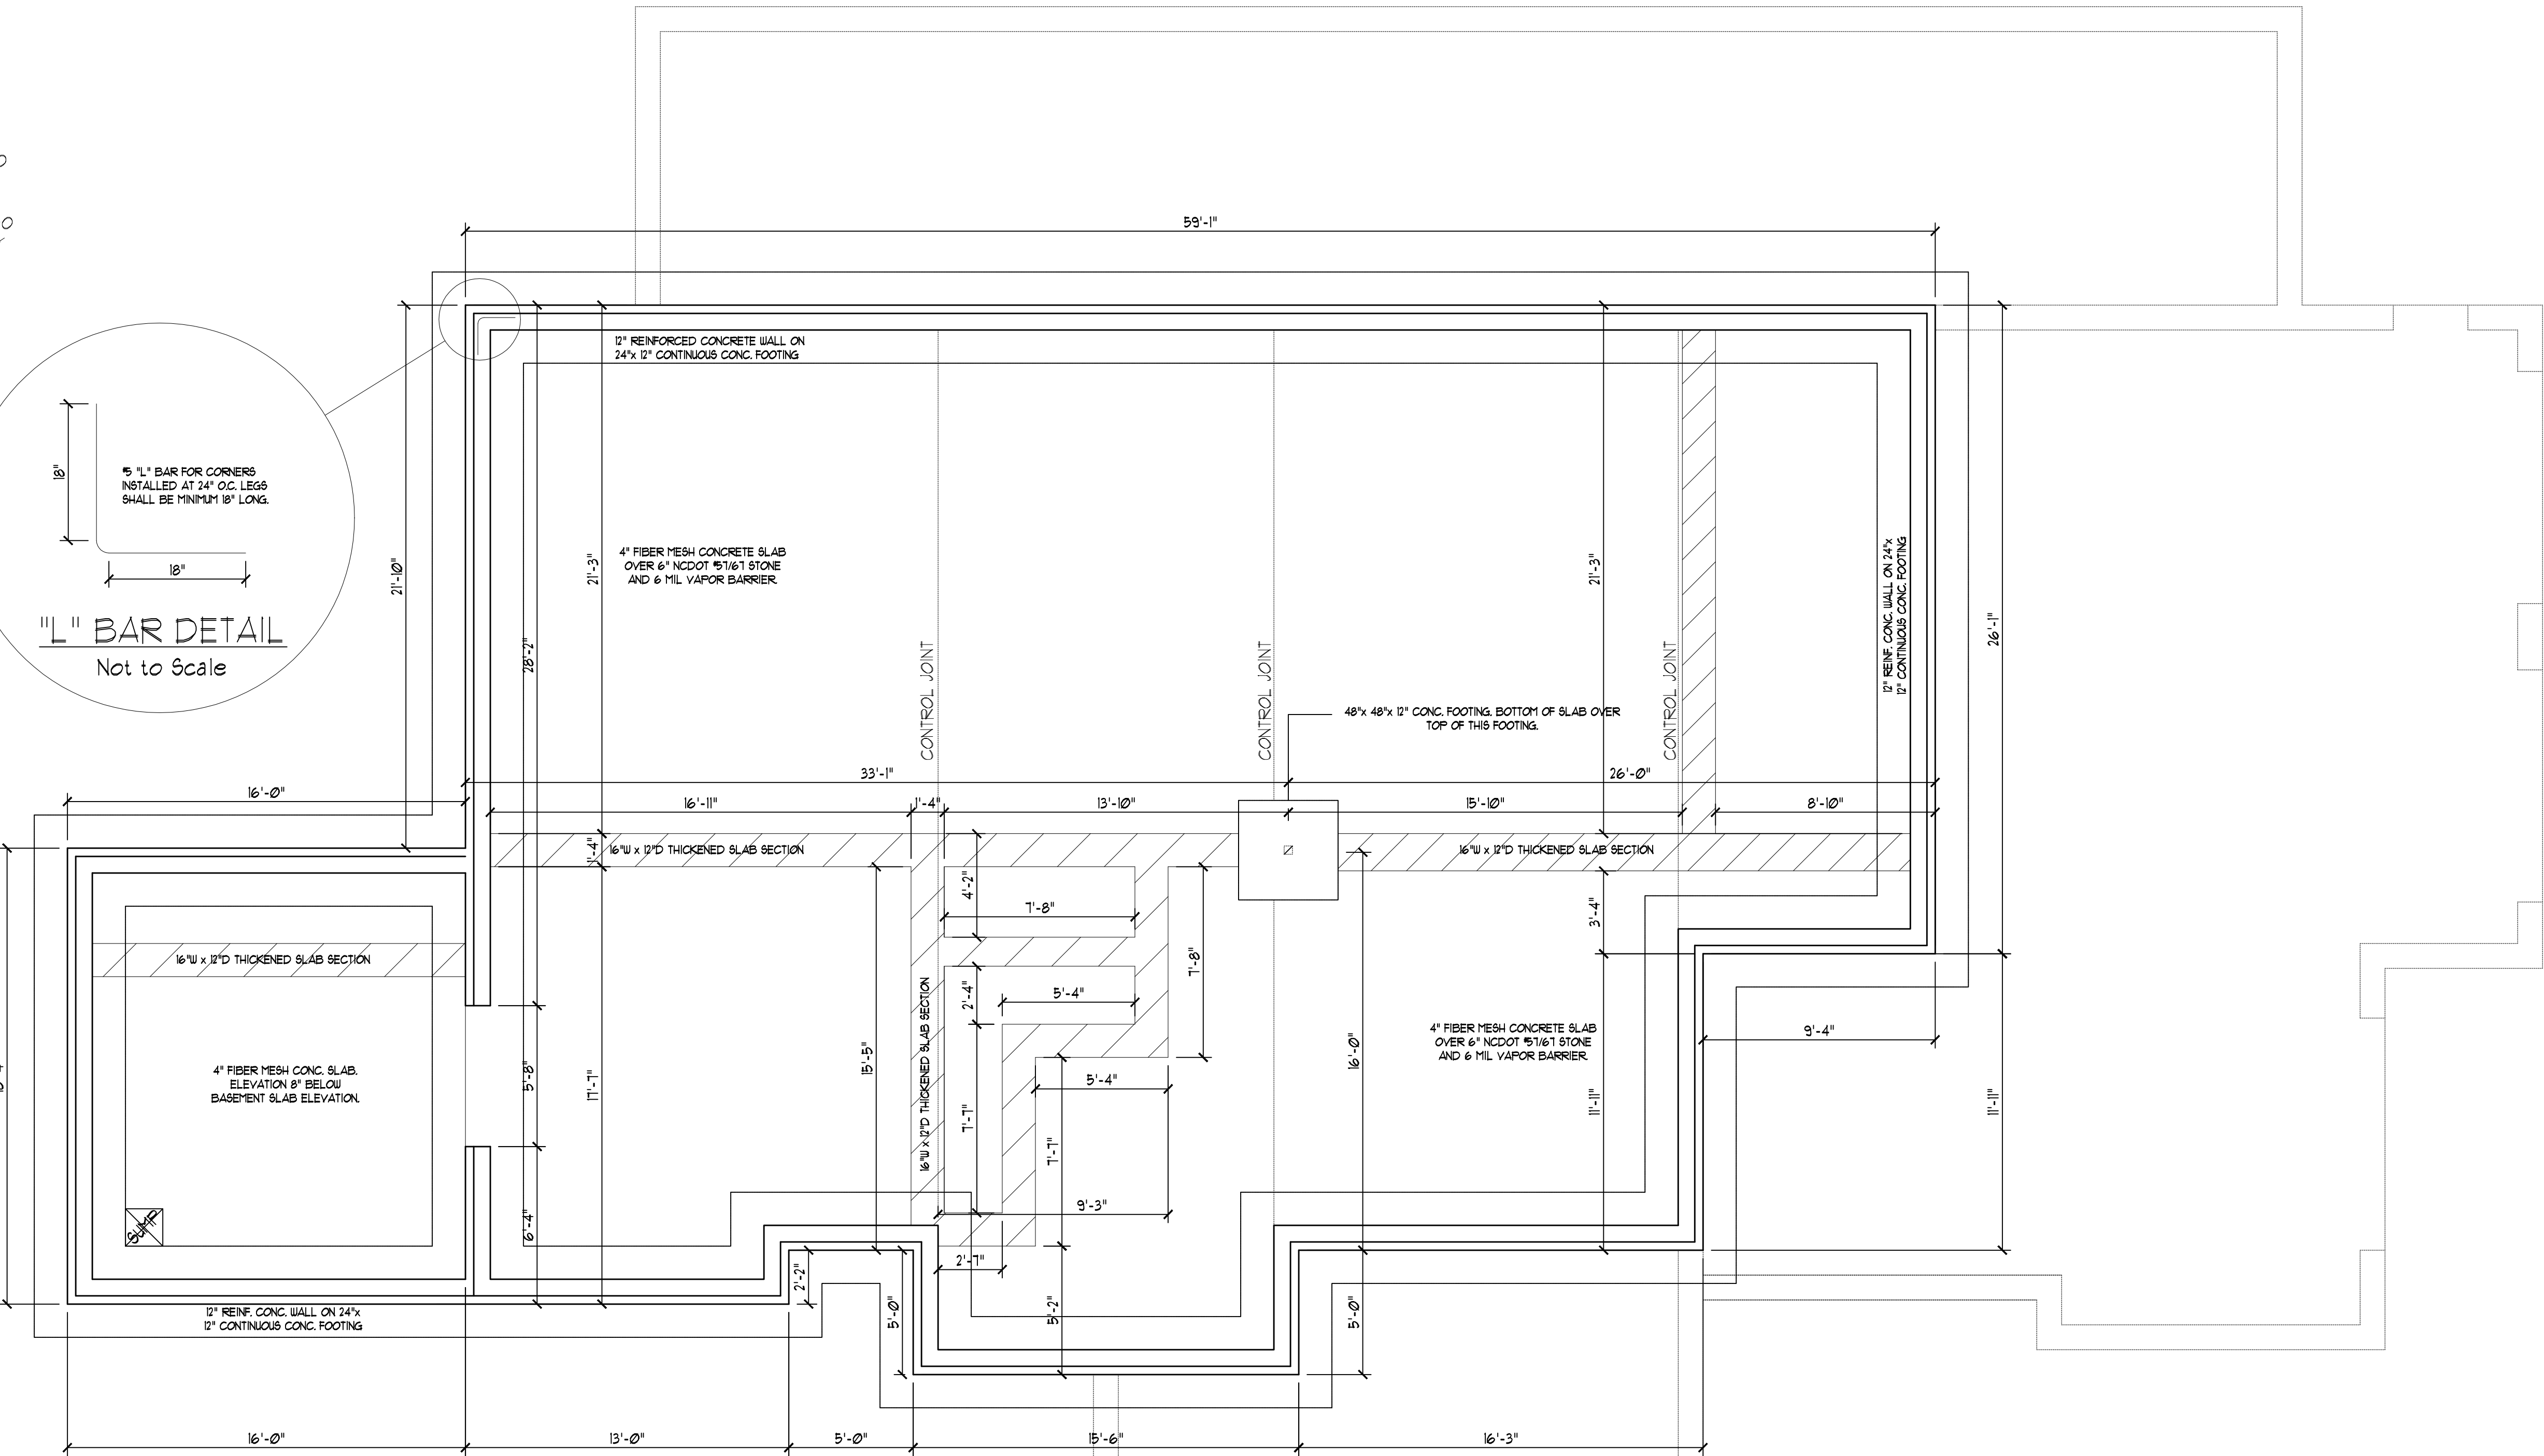 59'-1"
12" REINFORCED CONCRETE WALL ON
24"x 12" CONTINUOUS CONC. FOOTING
18"
#5 "L" BAR FOR CORNERS
INSTALLED AT 24" O.C. LEGS
SHALL BE MINIMUM 18" LONG.
18"
"L" BAR DETAIL
Not to Scale
21'-10"
28'-2"
21'-3"
4" FIBER MESH CONCRETE SLAB
OVER 6" NCDOT #57/67 STONE
AND 6 MIL VAPOR BARRIER.
CONTROL JOINT
CONTROL JOINT
CONTROL JOINT
21'-3"
12" REINF. CONC. WALL ON 24"x
12" CONTINUOUS CONC. FOOTING
26'-1"
48"x 48"x 12" CONC. FOOTING. BOTTOM OF SLAB OVER
TOP OF THIS FOOTING.
33'-1"
26'-0"
16'-0"
16'-11"
1'-4"
13'-10"
15'-10"
8'-10"
1'-4"
16"W x 12"D THICKENED SLAB SECTION
16"W x 12"D THICKENED SLAB SECTION
4'-2"
7'-8"
3'-4"
16"W x 12"D THICKENED SLAB SECTION
7'-8"
2'-4"
5'-4"
16"W x 12"D THICKENED SLAB SECTION
4" FIBER MESH CONCRETE SLAB
OVER 6" NCDOT #57/67 STONE
AND 6 MIL VAPOR BARRIER.
9'-4"
4" FIBER MESH CONC. SLAB.
ELEVATION 8" BELOW
BASEMENT SLAB ELEVATION.
5'-8"
17'-7"
15'-5"
16'-0"
5'-4"
11'-11"
11'-11"
7'-7"
7'-7"
9'-3"
SUMP
6'-4"
2'-7"
2'-2"
5'-0"
5'-2"
5'-0"
12" REINF. CONC. WALL ON 24"x
12" CONTINUOUS CONC. FOOTING
16'-0"
13'-0"
5'-0"
15'-6"
16'-3"